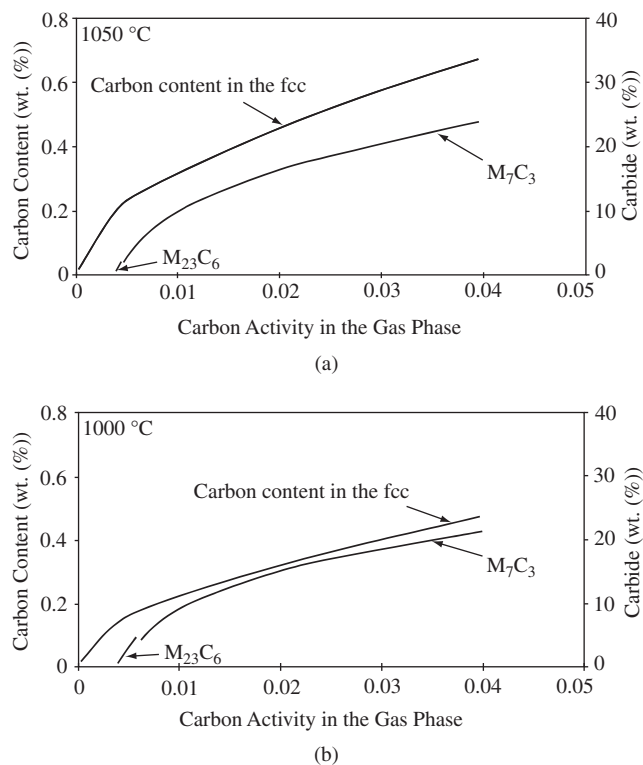 1050 °C
0.8
0.6
0.4
0.2
0
Carbon Content (wt. (%))
40
30
20
10
0
Carbide (wt. (%))
Carbon content in the fcc
M7C3
M23C6
0 0.01 0.02 0.03 0.04 0.05
Carbon Activity in the Gas Phase
(a)
1000 °C
0.8
0.6
0.4
0.2
0
Carbon Content (wt. (%))
40
30
20
10
0
Carbide (wt. (%))
Carbon content in the fcc
M7C3
M23C6
0 0.01 0.02 0.03 0.04 0.05
Carbon Activity in the Gas Phase
(b)